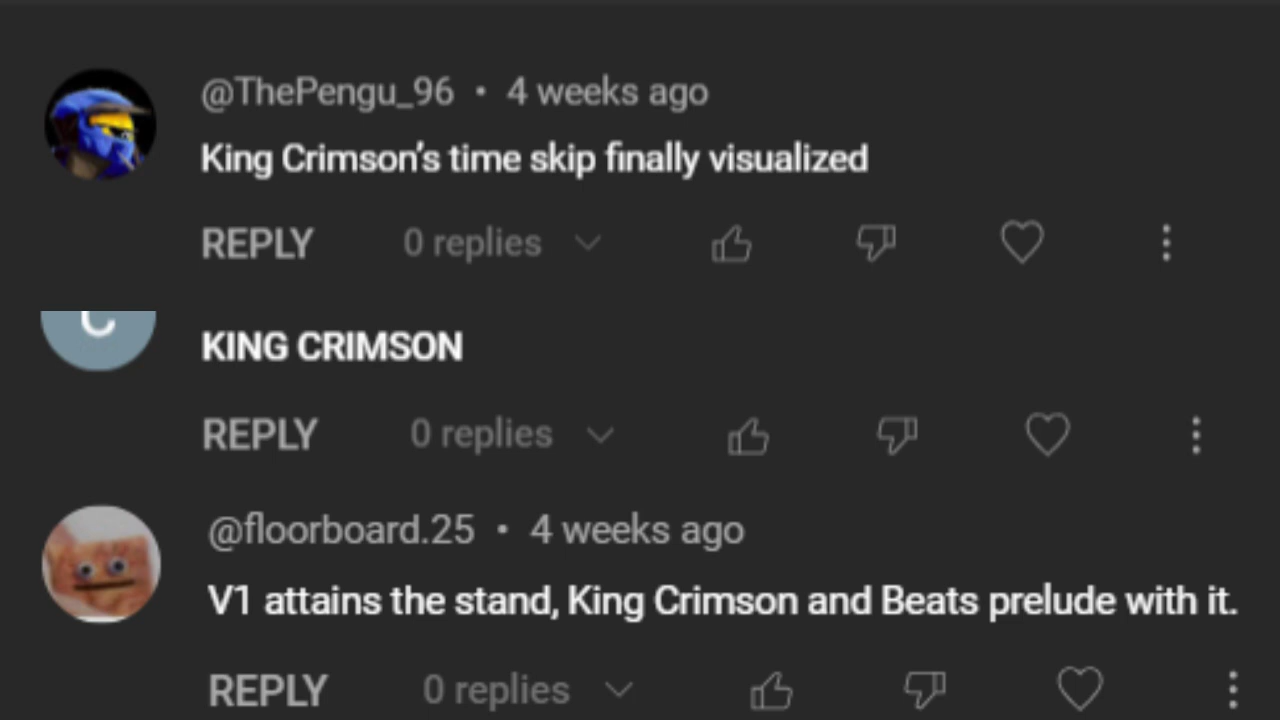 @ThePengu_96 • 4 weeks ago
King Crimson’s time skip finally visualized
REPLY 0 replies
C
KING CRIMSON
REPLY 0 replies
@floorboard.25 • 4 weeks ago
V1 attains the stand, King Crimson and Beats prelude with it.
REPLY 0 replies